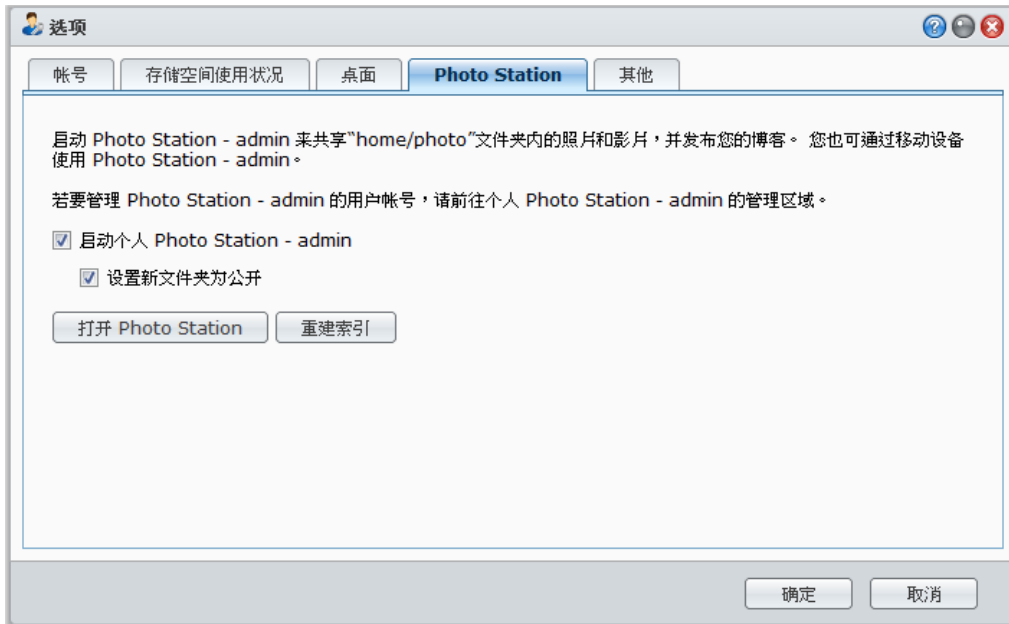 选项
帐号 存储空间使用状况 桌面 Photo Station 其他
启动 Photo Station - admin 来共享“home/photo”文件夹内的照片和影片，并发布您的博客。 您也可通过移动设备
使用 Photo Station - admin。
若要管理 Photo Station - admin 的用户帐号，请前往个人 Photo Station - admin 的管理区域。
启动个人 Photo Station - admin
设置新文件夹为公开
打开 Photo Station 重建索引
确定 取消